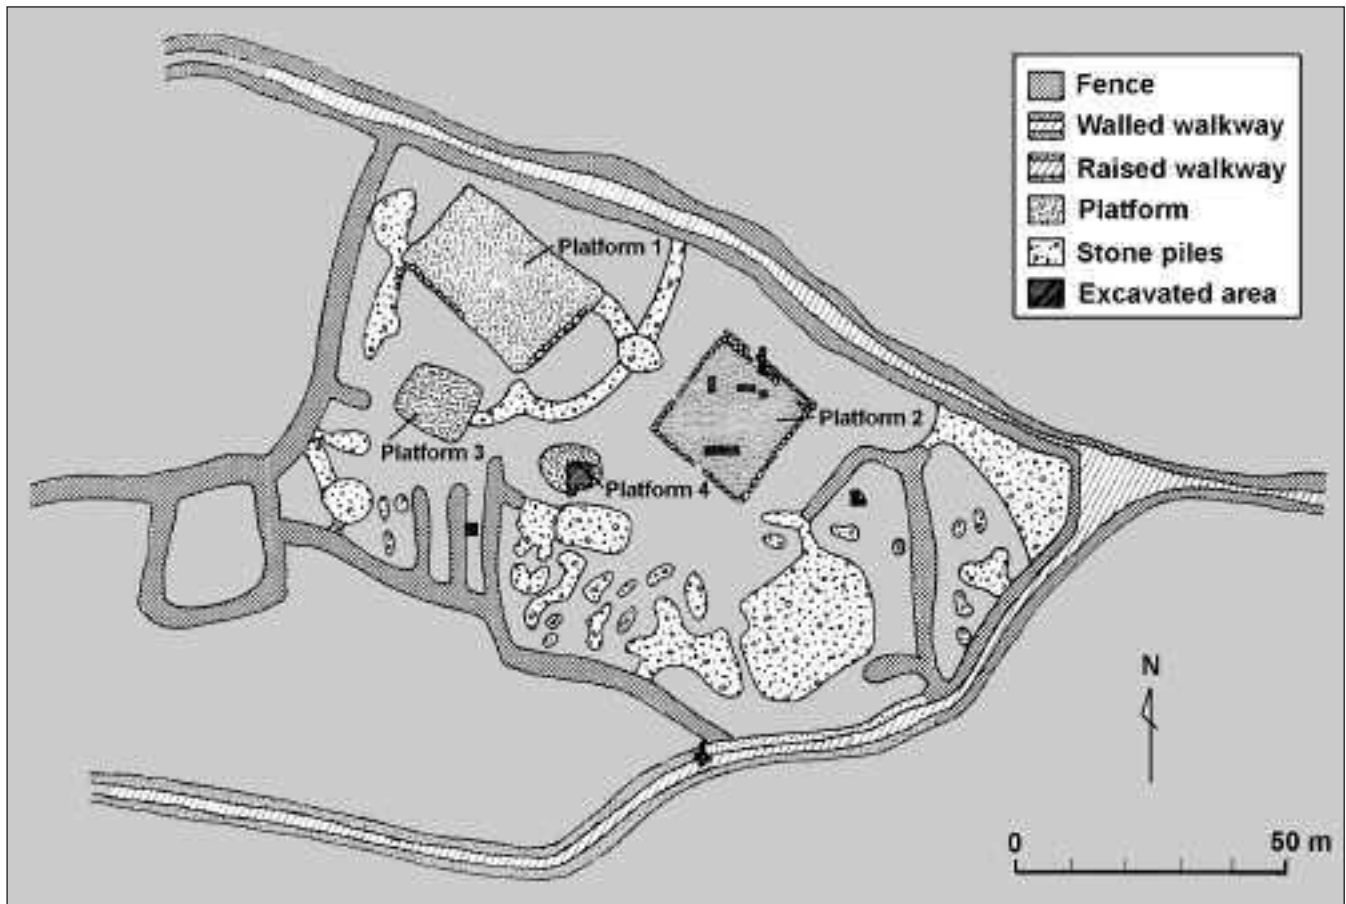 Fence
Walled walkway
Raised walkway
Platform
Stone piles
Excavated area
Platform 1
Platform 2
Platform 3
Platform 4
N
0 50 m